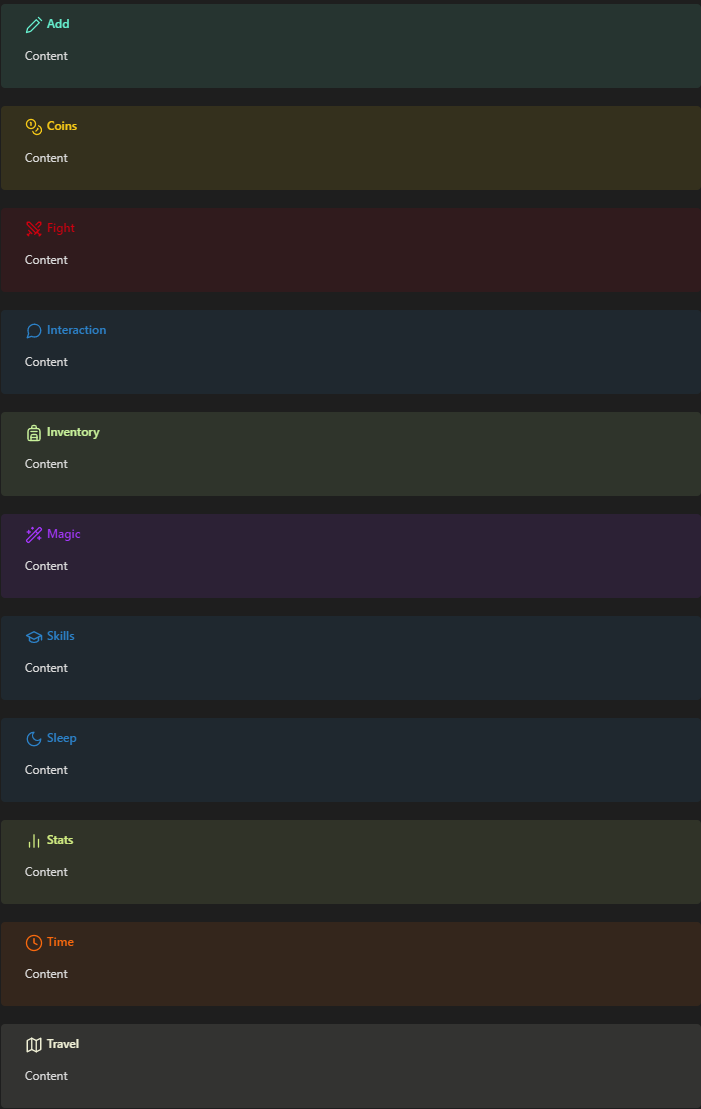 Add
Content
Coins
Content
Fight
Content
Interaction
Content
Inventory
Content
Magic
Content
Skills
Content
Sleep
Content
Stats
Content
Time
Content
Travel
Content